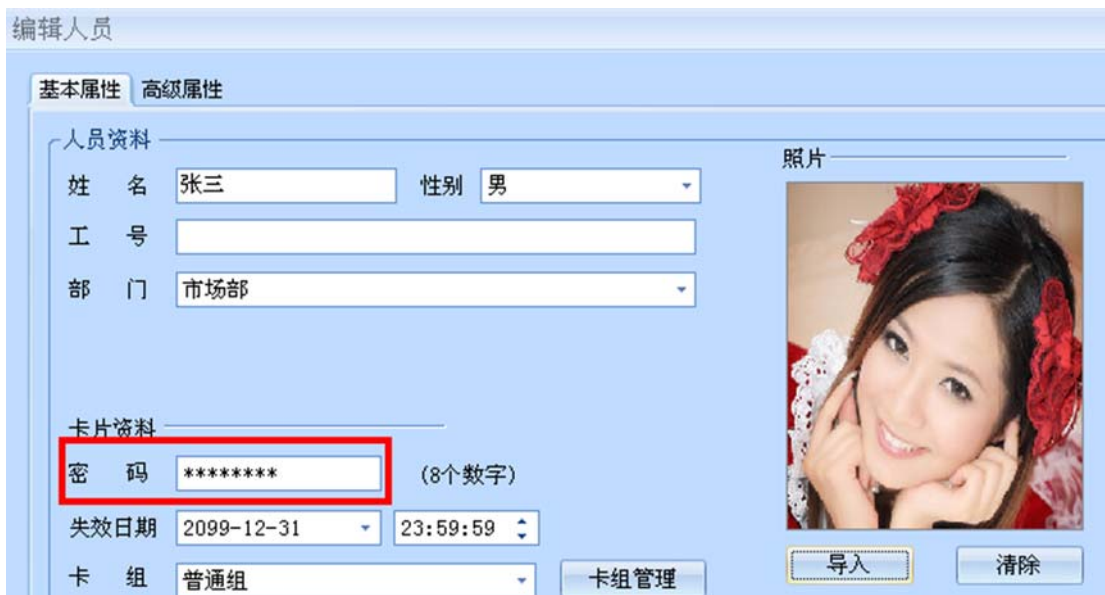 编辑人员
基本属性 高级属性
人员资料
照片
姓 名 张三 性别 男
工 号
部 门 市场部
卡片资料
密 码 ******** (8个数字)
失效日期 2099-12-31 23:59:59
卡 组 普通组 卡组管理
导入 清除